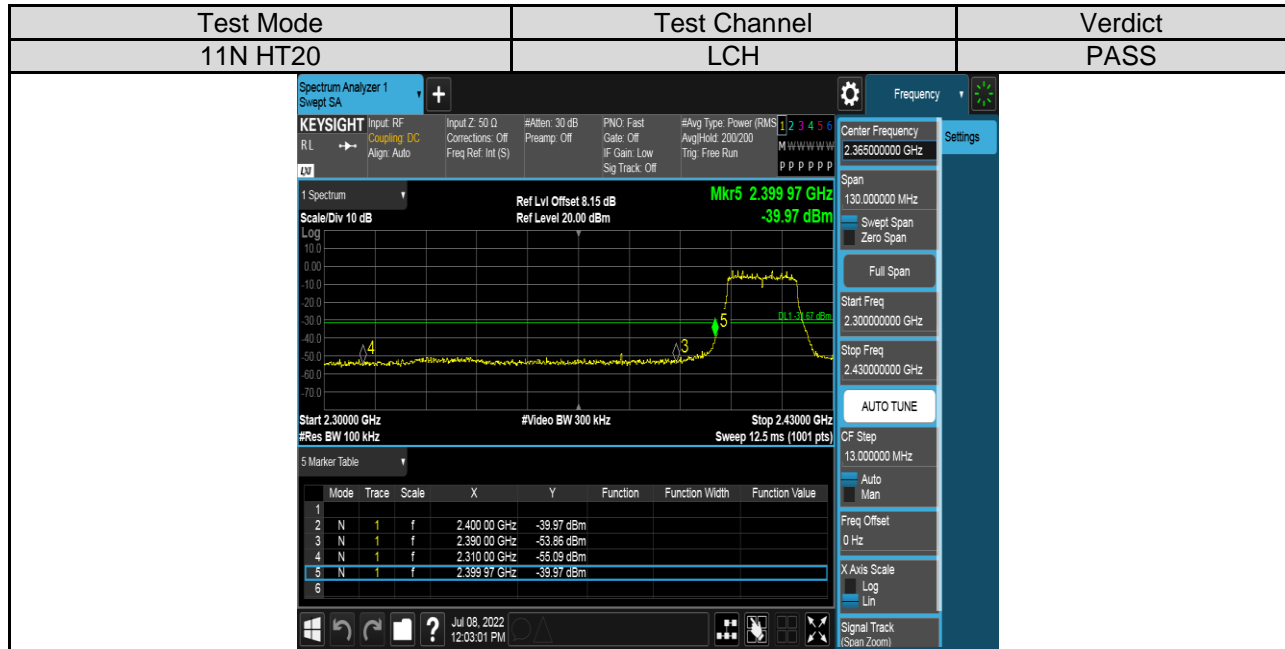 Test Mode Test Channel Verdict
11N HT20 LCH PASS
Spectrum Analyzer 1
Swept SA
+
Frequency
KEYSIGHT Input: RF Input Z: 50 Ω #Atten: 30 dB PNO: Fast #Avg Type: Power (RMS 1 2 3 4 5 6
RL Coupling: DC Corrections: Off Preamp: Off Gate: Off Avg|Hold: 200/200 M W W W W W
Align: Auto Freq Ref: Int (S) IF Gain: Low Trig: Free Run
LXI Sig Track: Off P P P P P P
1 Spectrum
Ref Lvl Offset 8.15 dB Mkr5 2.399 97 GHz
Scale/Div 10 dB Ref Level 20.00 dBm -39.97 dBm
Log
10.0
0.00
-10.0
-20.0
-30.0 5 DL1 -31.67 dBm
-40.0
4 3
-50.0
-60.0
-70.0
Start 2.30000 GHz #Video BW 300 kHz Stop 2.43000 GHz
#Res BW 100 kHz Sweep 12.5 ms (1001 pts)
5 Marker Table
Mode Trace Scale X Y Function Function Width Function Value
1
2 N 1 f 2.400 00 GHz -39.97 dBm
3 N 1 f 2.390 00 GHz -53.86 dBm
4 N 1 f 2.310 00 GHz -55.09 dBm
5 N 1 f 2.399 97 GHz -39.97 dBm
6
? Jul 08, 2022
12:03:01 PM
Center Frequency
2.365000000 GHz
Settings
Span
130.000000 MHz
Swept Span
Zero Span
Full Span
Start Freq
2.300000000 GHz
Stop Freq
2.430000000 GHz
AUTO TUNE
CF Step
13.000000 MHz
Auto
Man
Freq Offset
0 Hz
X Axis Scale
Log
Lin
Signal Track
(Span Zoom)